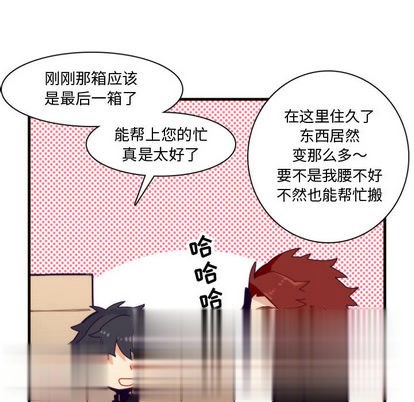 刚刚那箱应该
是最后一箱了
能帮上您的忙
真是太好了
在这里住久了
东西居然
变那么多～
要不是我腰不好
不然也能帮忙搬
哈
哈
哈